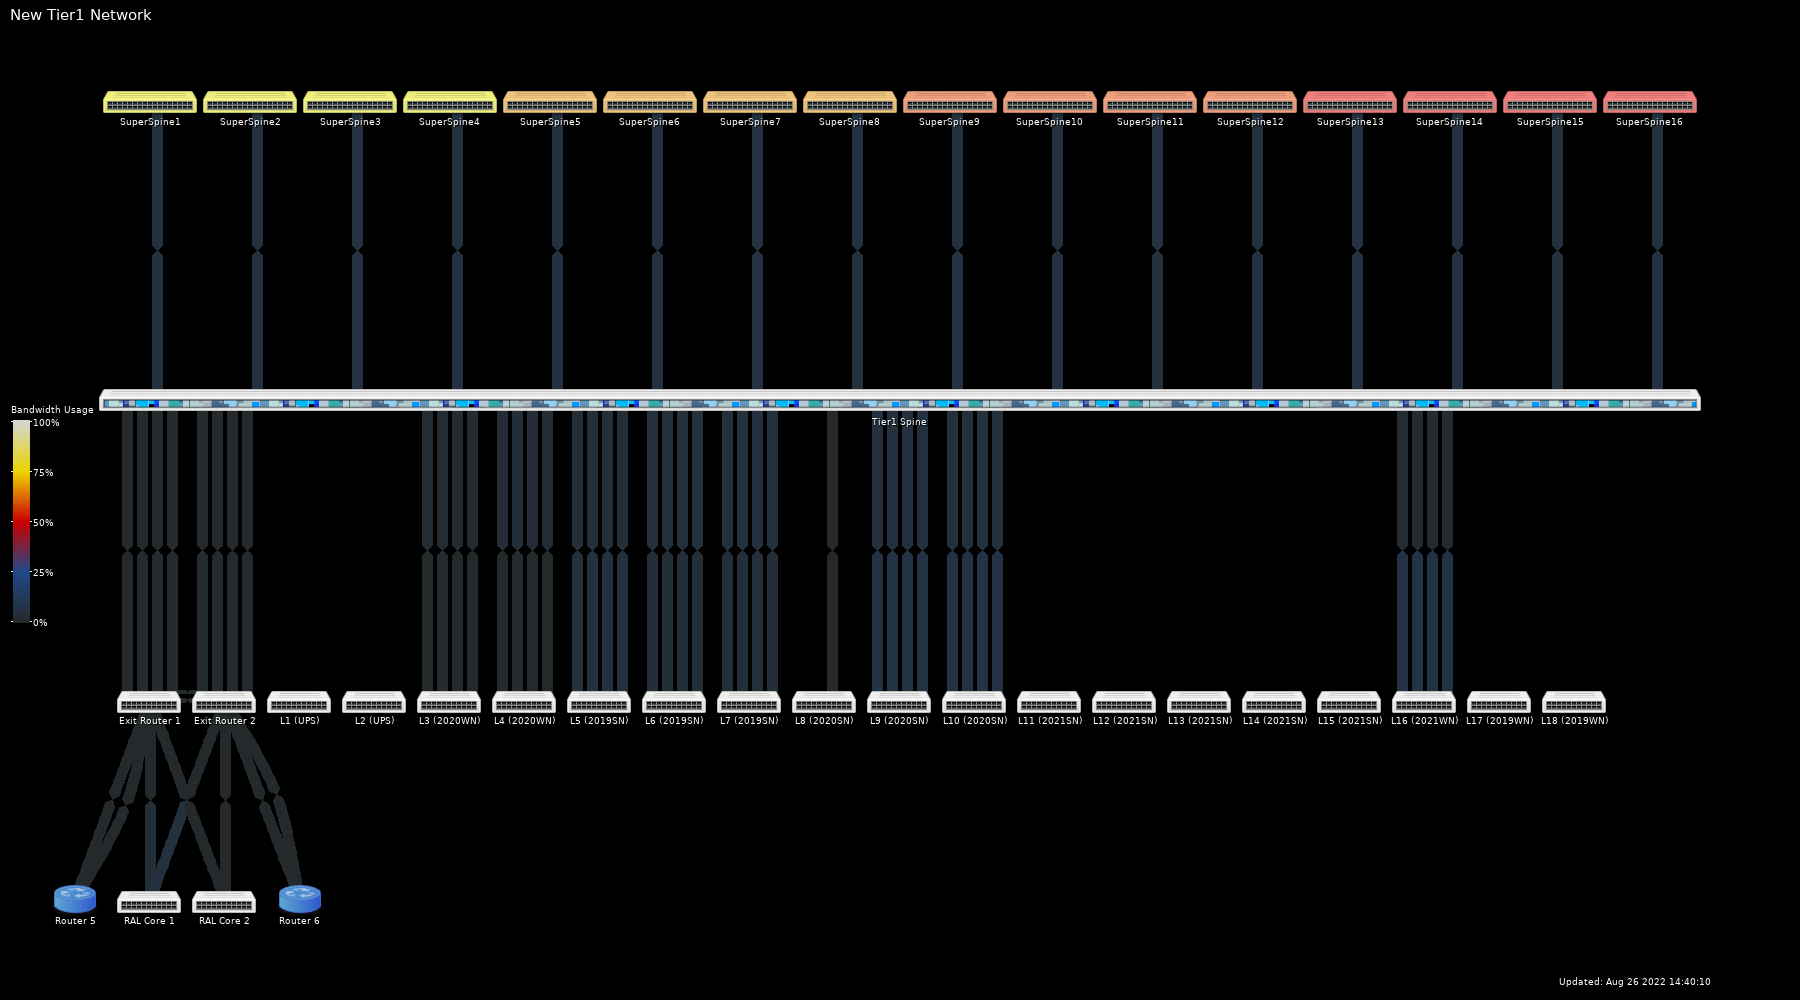 New Tier1 Network
SuperSpine1 SuperSpine2 SuperSpine3 SuperSpine4 SuperSpine5 SuperSpine6 SuperSpine7 SuperSpine8 SuperSpine9 SuperSpine10 SuperSpine11 SuperSpine12 SuperSpine13 SuperSpine14 SuperSpine15 SuperSpine16
Bandwidth Usage
Tier1 Spine
100%
75%
50%
25%
0%
Exit Router 1 Exit Router 2 L1 (UPS) L2 (UPS) L3 (2020WN) L4 (2020WN) L5 (2019SN) L6 (2019SN) L7 (2019SN) L8 (2020SN) L9 (2020SN) L10 (2020SN) L11 (2021SN) L12 (2021SN) L13 (2021SN) L14 (2021SN) L15 (2021SN) L16 (2021WN) L17 (2019WN) L18 (2019WN)
Router 5 RAL Core 1 RAL Core 2 Router 6
Updated: Aug 26 2022 14:40:10